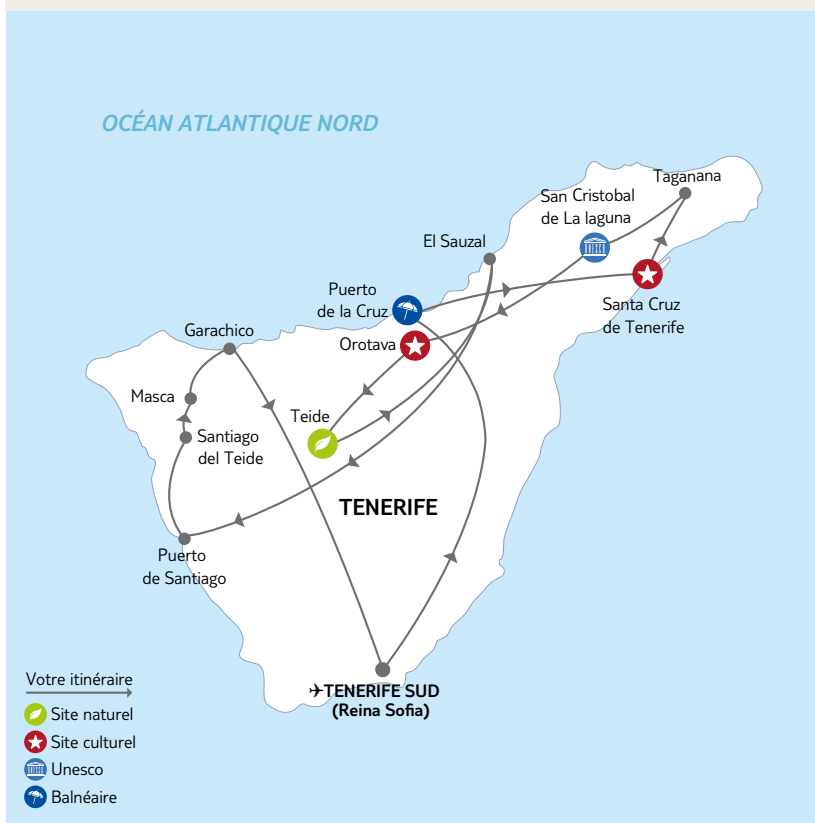 OCÉAN ATLANTIQUE NORD
Taganana
San Cristobal
de La laguna
El Sauzal
Puerto
de la Cruz
Santa Cruz
de Tenerife
Garachico
Orotava
Masca
Teide
Santiago
del Teide
TENERIFE
Puerto
de Santiago
TENERIFE SUD
(Reina Sofia)
Votre itinéraire
Site naturel
Site culturel
Unesco
Balnéaire